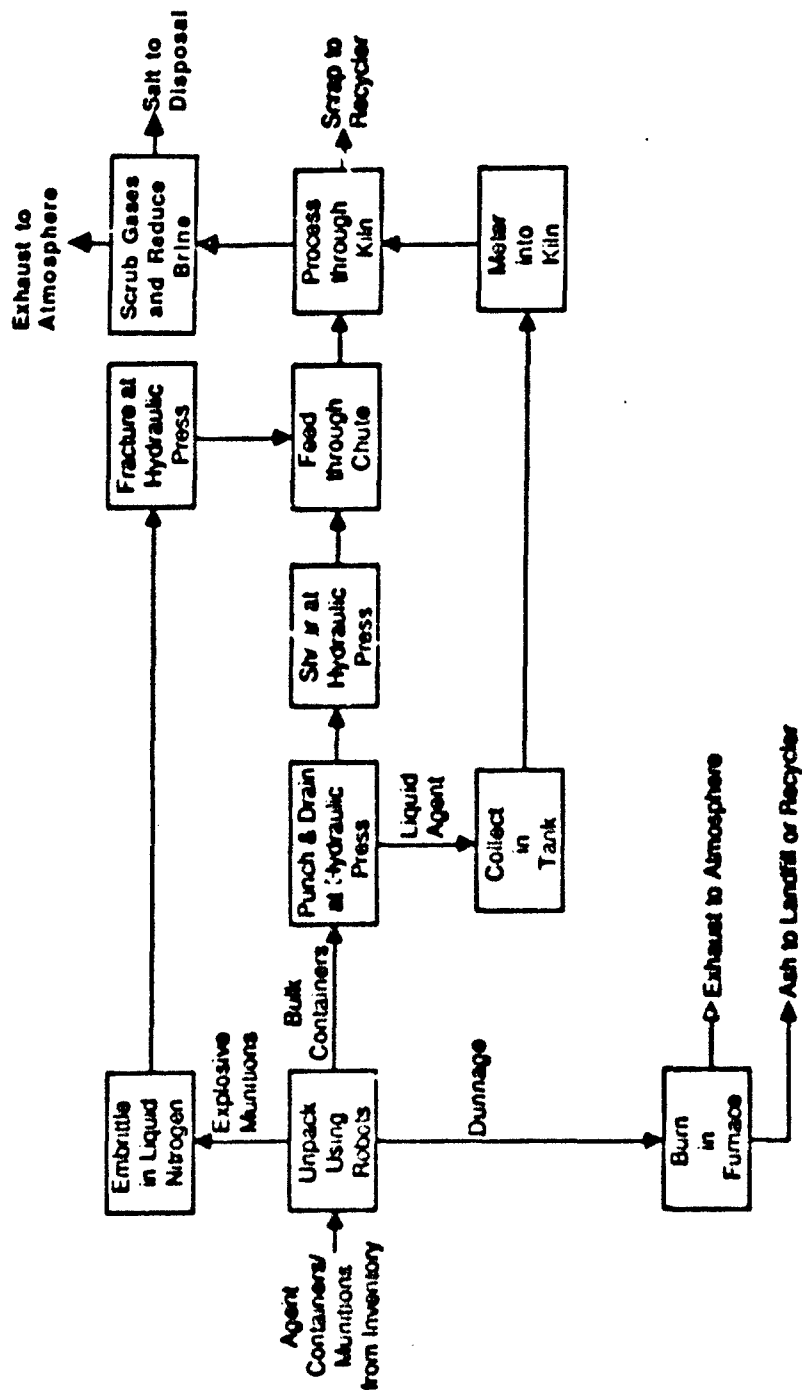 Exhaust to
Atmosphere
Embrittle
in Liquid
Nitrogen
Fracture at
Hydraulic
Press
Scrub Gases
and Reduce
Brine
Salt to
Disposal
Explosive
Munitions
Agent
Containers/
Munitions
from Inventory
Unpack
Using
Robots
Bulk
Containers
Punch & Drain
at Hydraulic
Press
at
Hydraulic
Press
Feed
through
Chute
Process
through
Kiln
Scrap to
Recycler
Liquid
Agent
Dunnage
Collect
in
Tank
Meter
into
Kiln
Burn
in
Furnace
Exhaust to Atmosphere
Ash to Landfill or Recycler